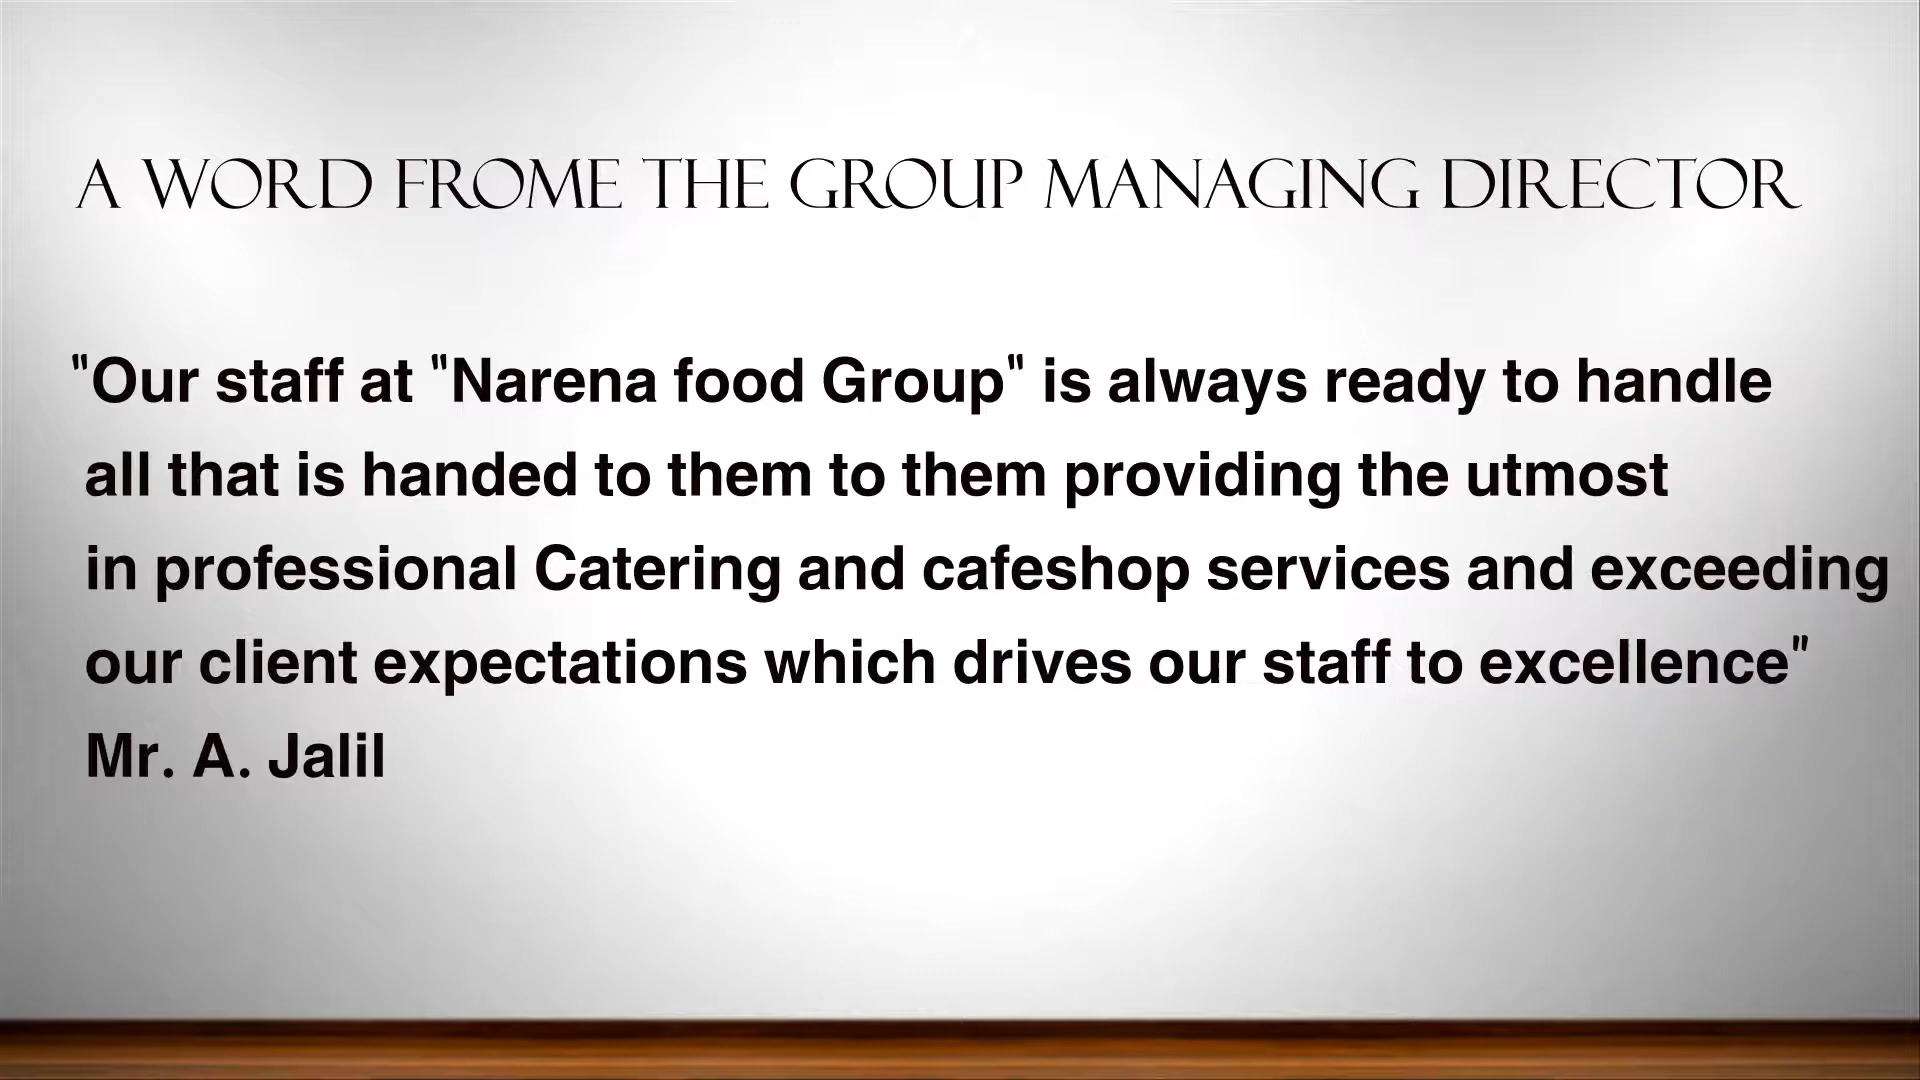 A WORD FROME THE GROUP MANAGING DIRECTOR
"Our staff at "Narena food Group" is always ready to handle
all that is handed to them to them providing the utmost
in professional Catering and cafeshop services and exceeding
our client expectations which drives our staff to excellence"
Mr. A. Jalil